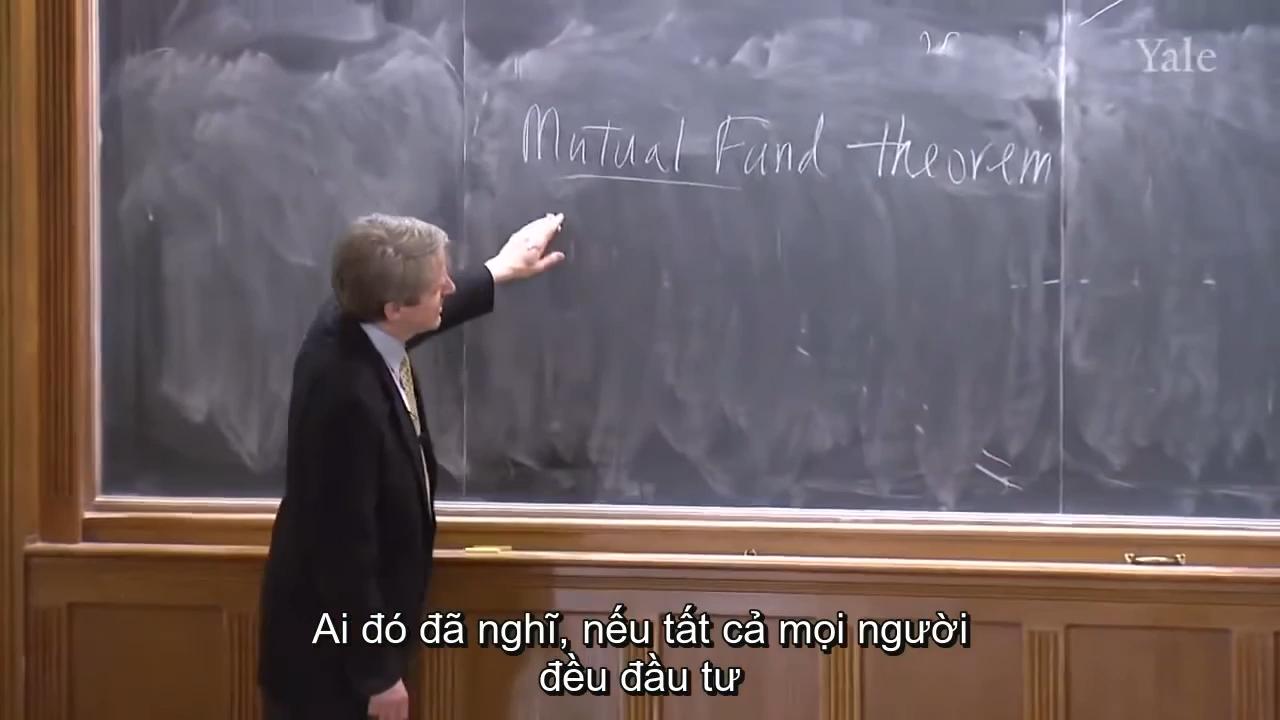 Yale
Mutual Fund theorem
Ai đó đã nghĩ, nếu tất cả mọi người
đều đầu tư